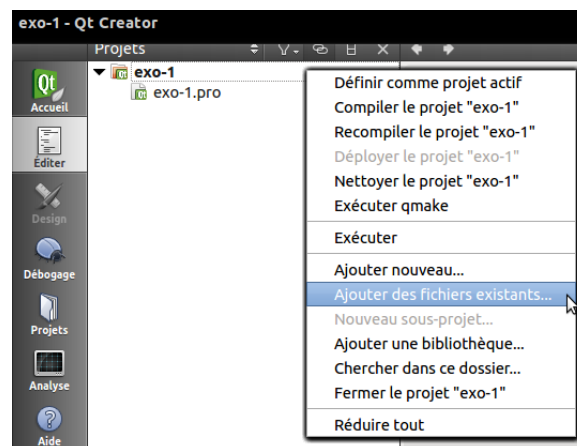 exo-1 - Qt Creator
Projets
exo-1
exo-1.pro
Qt
Accueil
Éditer
Design
Débogage
Projets
Analyse
Aide
Définir comme projet actif
Compiler le projet "exo-1"
Recompiler le projet "exo-1"
Déployer le projet "exo-1"
Nettoyer le projet "exo-1"
Exécuter qmake
Exécuter
Ajouter nouveau...
Ajouter des fichiers existants...
Nouveau sous-projet...
Ajouter une bibliothèque...
Chercher dans ce dossier...
Fermer le projet "exo-1"
Réduire tout